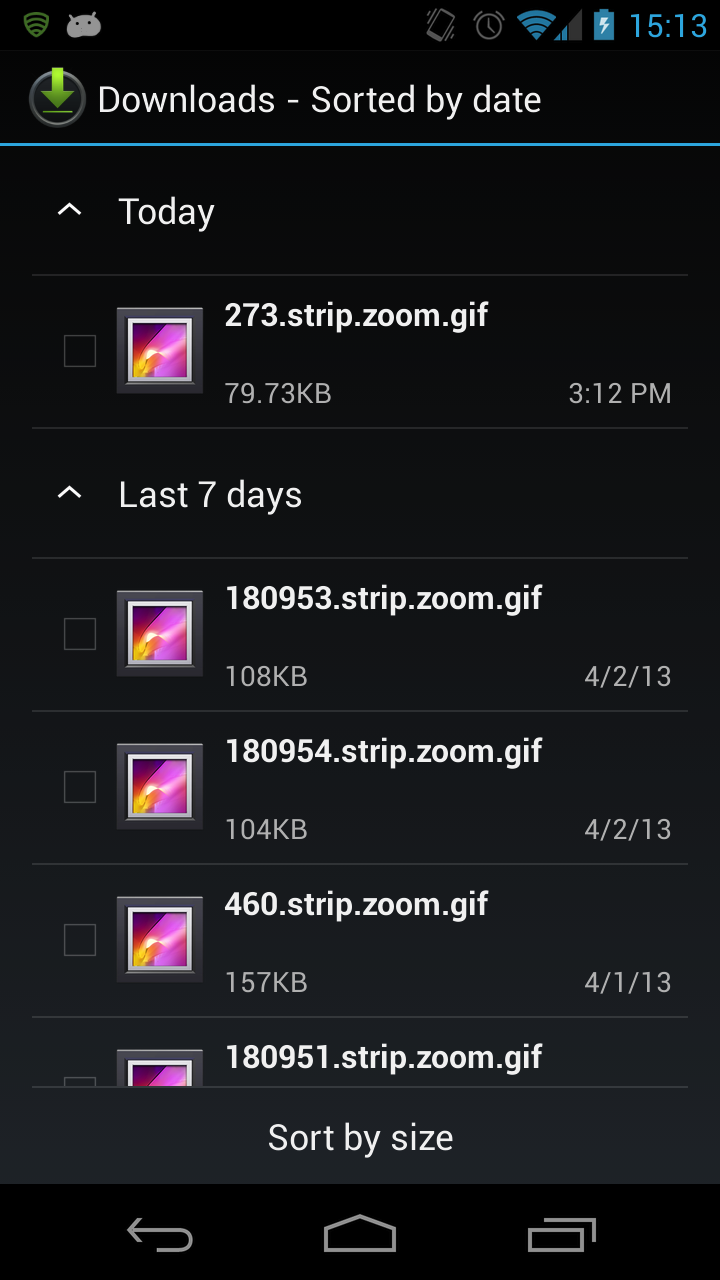 15:13
Downloads - Sorted by date
Today
273.strip.zoom.gif
79.73KB 3:12 PM
Last 7 days
180953.strip.zoom.gif
108KB 4/2/13
180954.strip.zoom.gif
104KB 4/2/13
460.strip.zoom.gif
157KB 4/1/13
180951.strip.zoom.gif
Sort by size